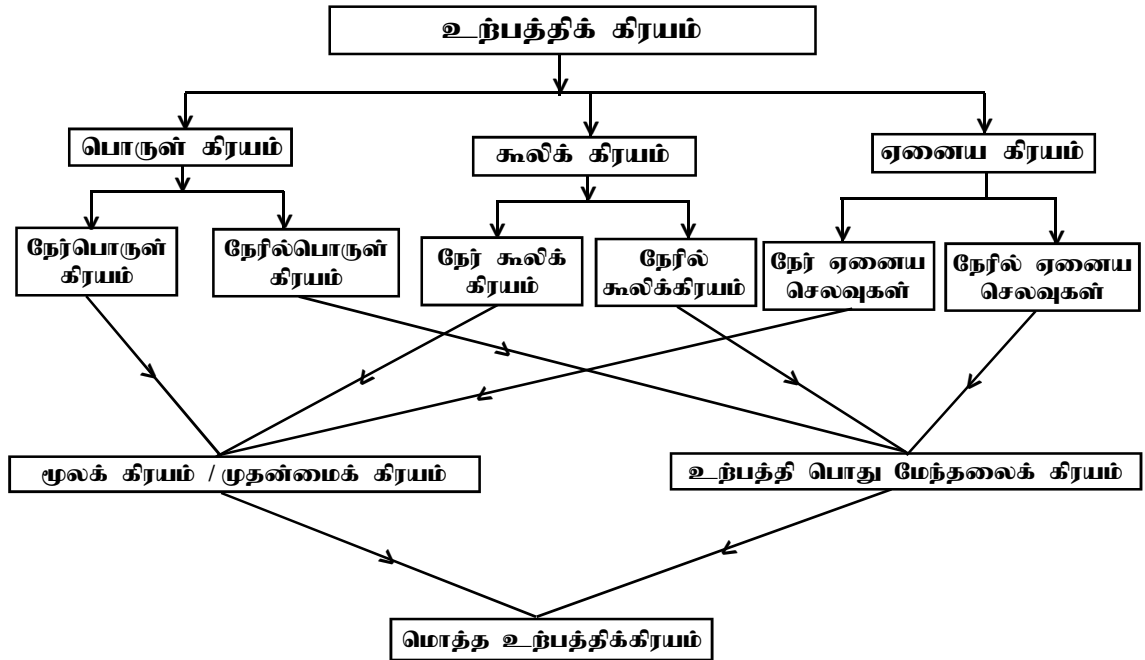 உற்பத்திக் கிரயம்
பொருள் கிரயம்
கூலிக் கிரயம்
ஏனைய கிரயம்
நேர்பொருள்
கிரயம்
நேரில்பொருள்
கிரயம்
நேர் கூலிக்
கிரயம்
நேரில்
கூலிக்கிரயம்
நேர் ஏனைய
செலவுகள்
நேரில் ஏனைய
செலவுகள்
மூலக் கிரயம் / முதன்மைக் கிரயம்
உற்பத்தி பொது மேந்தலைக் கிரயம்
மொத்த உற்பத்திக்கிரயம்